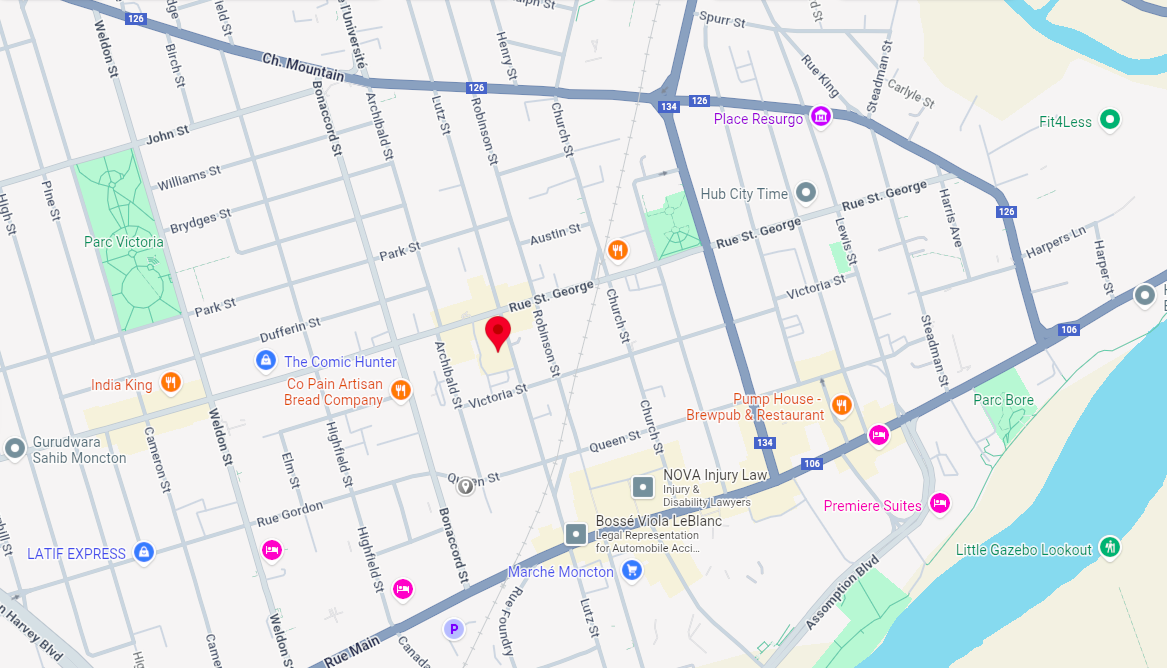 126
Ralph St
Spurr St
Weldon St
Birch St
l'Université
Henry St
Ch. Mountain
126
134
126
Rue King
Steadman St
Carlyle St
Place Resurgo
Fit4Less
John St
Bonaccord St
Archibald St
Lutz St
Robinson St
Church St
Williams St
Pine St
High St
Brydges St
Parc Victoria
Park St
Austin St
Hub City Time
Rue St. George
Rue St. George
Lewis St
Harris Ave
126
Harpers Ln
Harper St
Park St
Dufferin St
Rue St. George
Victoria St
106
The Comic Hunter
India King
Co Pain Artisan
Bread Company
Archibald St
Robinson St
Church St
Steadman St
Victoria St
Pump House -
Brewpub & Restaurant
Parc Bore
Gurudwara
Sahib Moncton
Cameron St
Weldon St
Elm St
Highfield St
Queen St
Church St
134
106
Queen St
NOVA Injury Law
Injury &
Disability Lawyers
Rue Gordon
Bonaccord St
Highfield St
Bossé Viola LeBlanc...
Legal Representation
for Automobile Acci...
Premiere Suites
LATIF EXPRESS
Marché Moncton
Little Gazebo Lookout
Assomption Blvd
Rue Foundry
Lutz St
P
Weldon St
Rue Main
Harvey Blvd